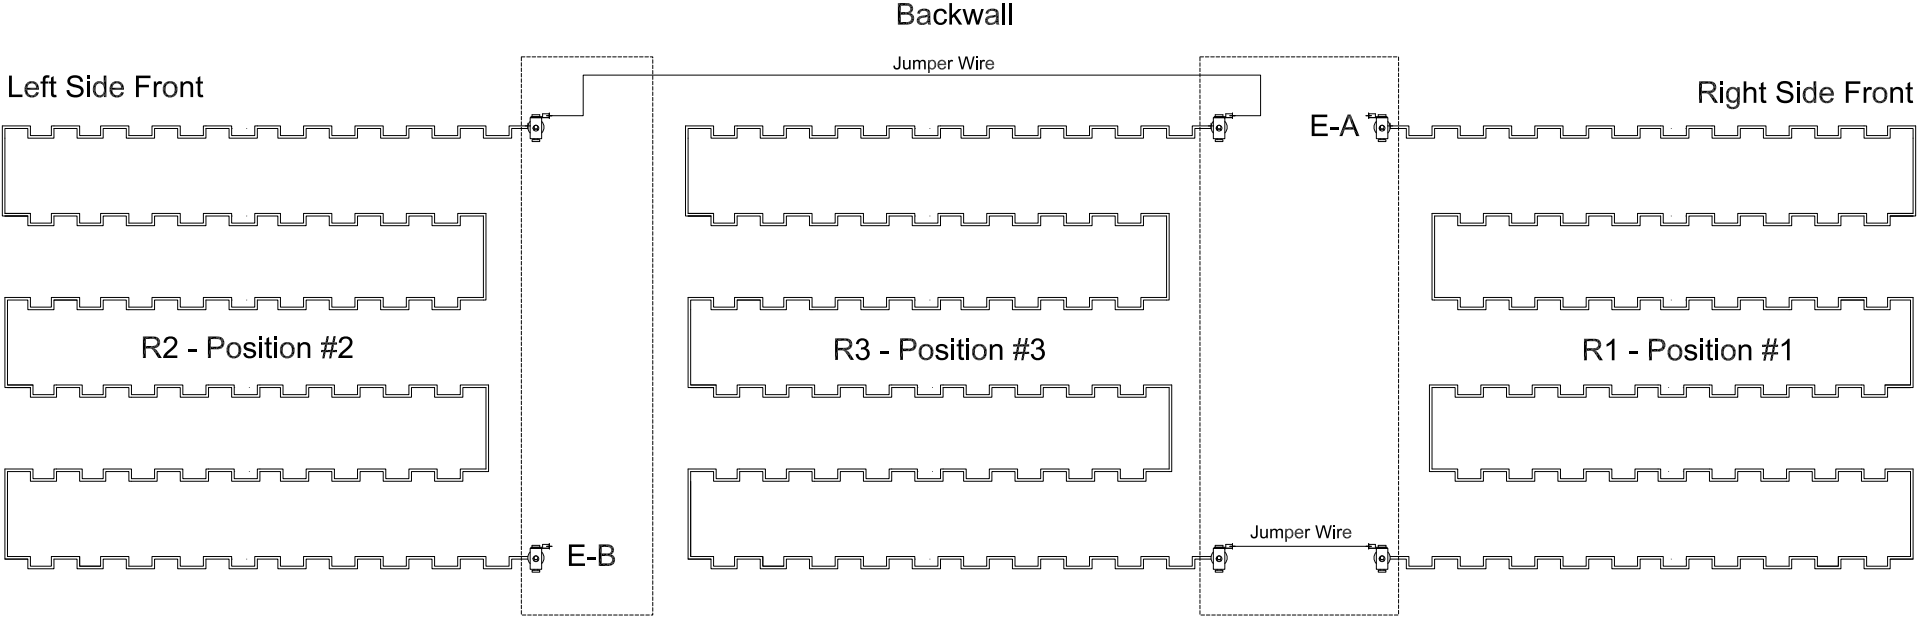 Backwall
Jumper Wire
Left Side Front
Right Side Front
E-A
R2 - Position #2
R3 - Position #3
R1 - Position #1
Jumper Wire
E-B